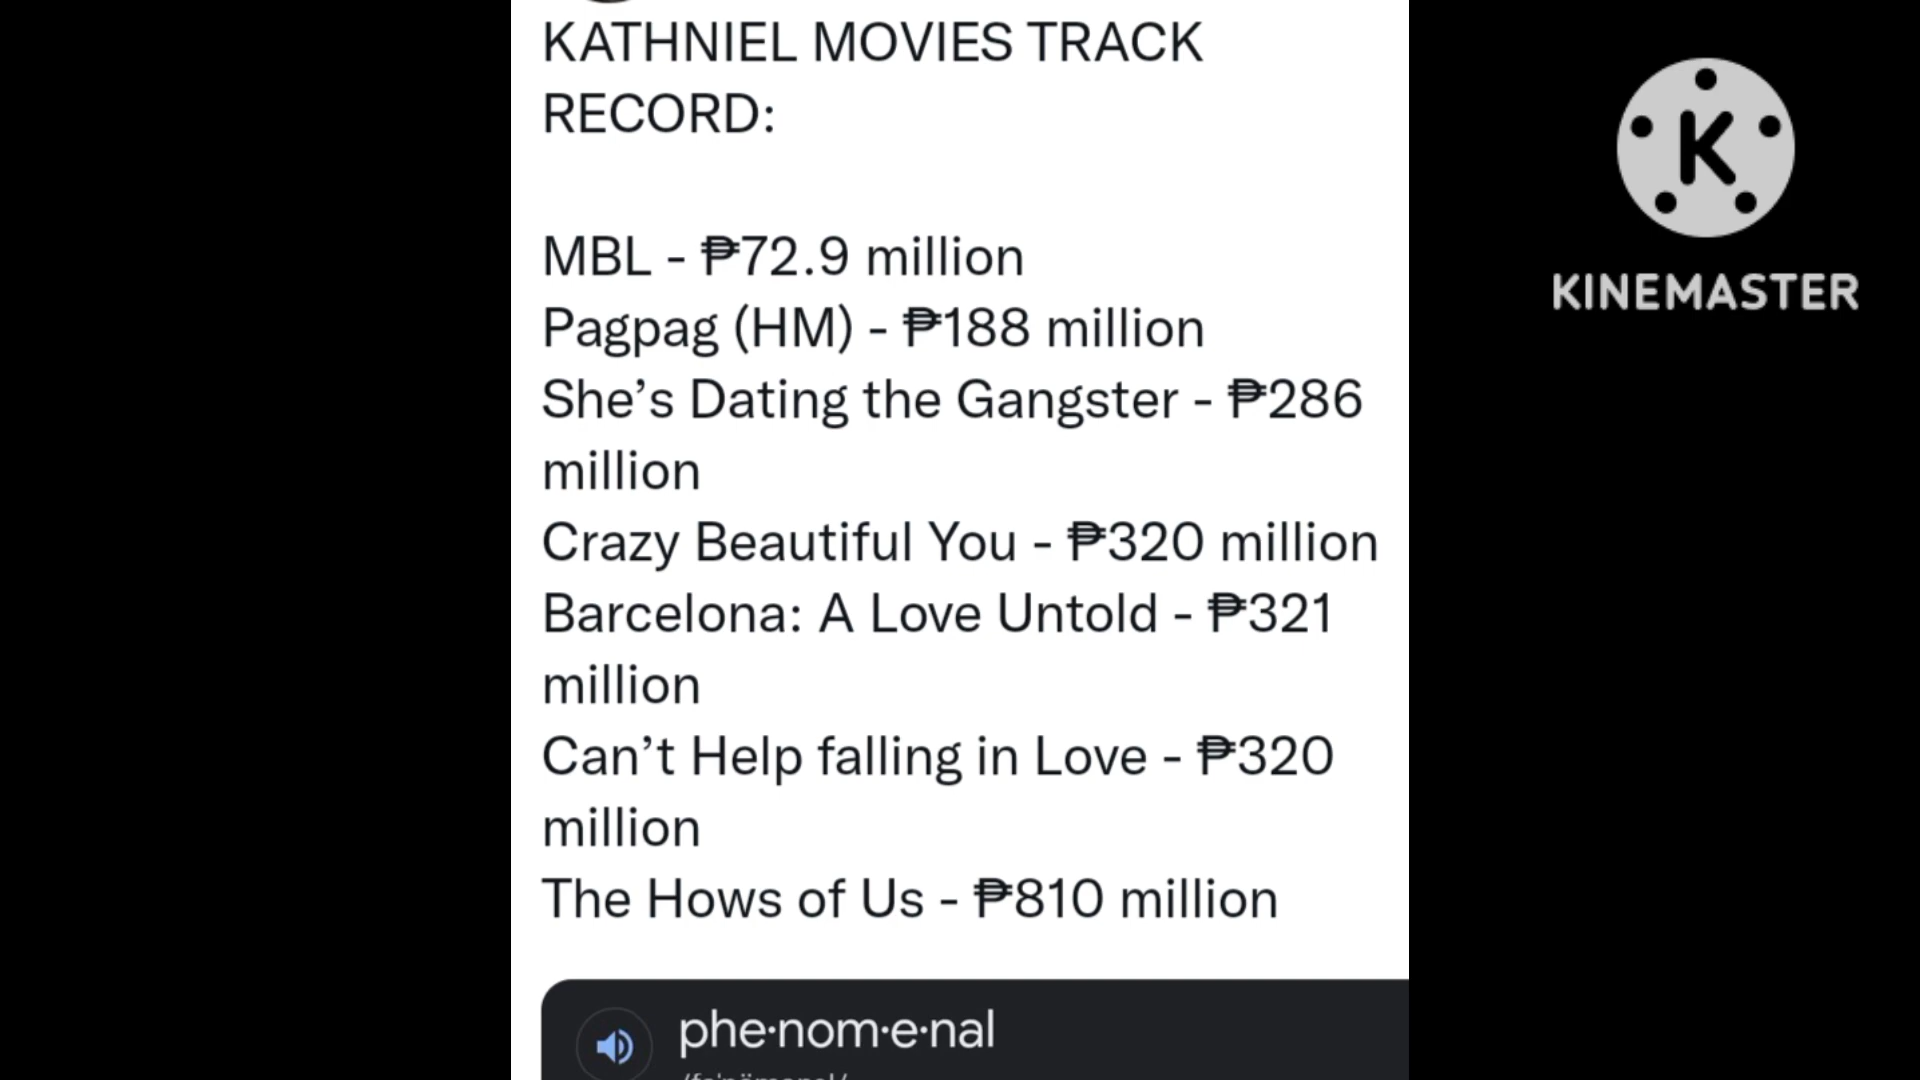 KATHNIEL MOVIES TRACK
RECORD:
MBL - ₱72.9 million
Pagpag (HM) - ₱188 million
She’s Dating the Gangster - ₱286
million
Crazy Beautiful You - ₱320 million
Barcelona: A Love Untold - ₱321
million
Can’t Help falling in Love - ₱320
million
The Hows of Us - ₱810 million
phe·nom·e·nal
K
KINEMASTER